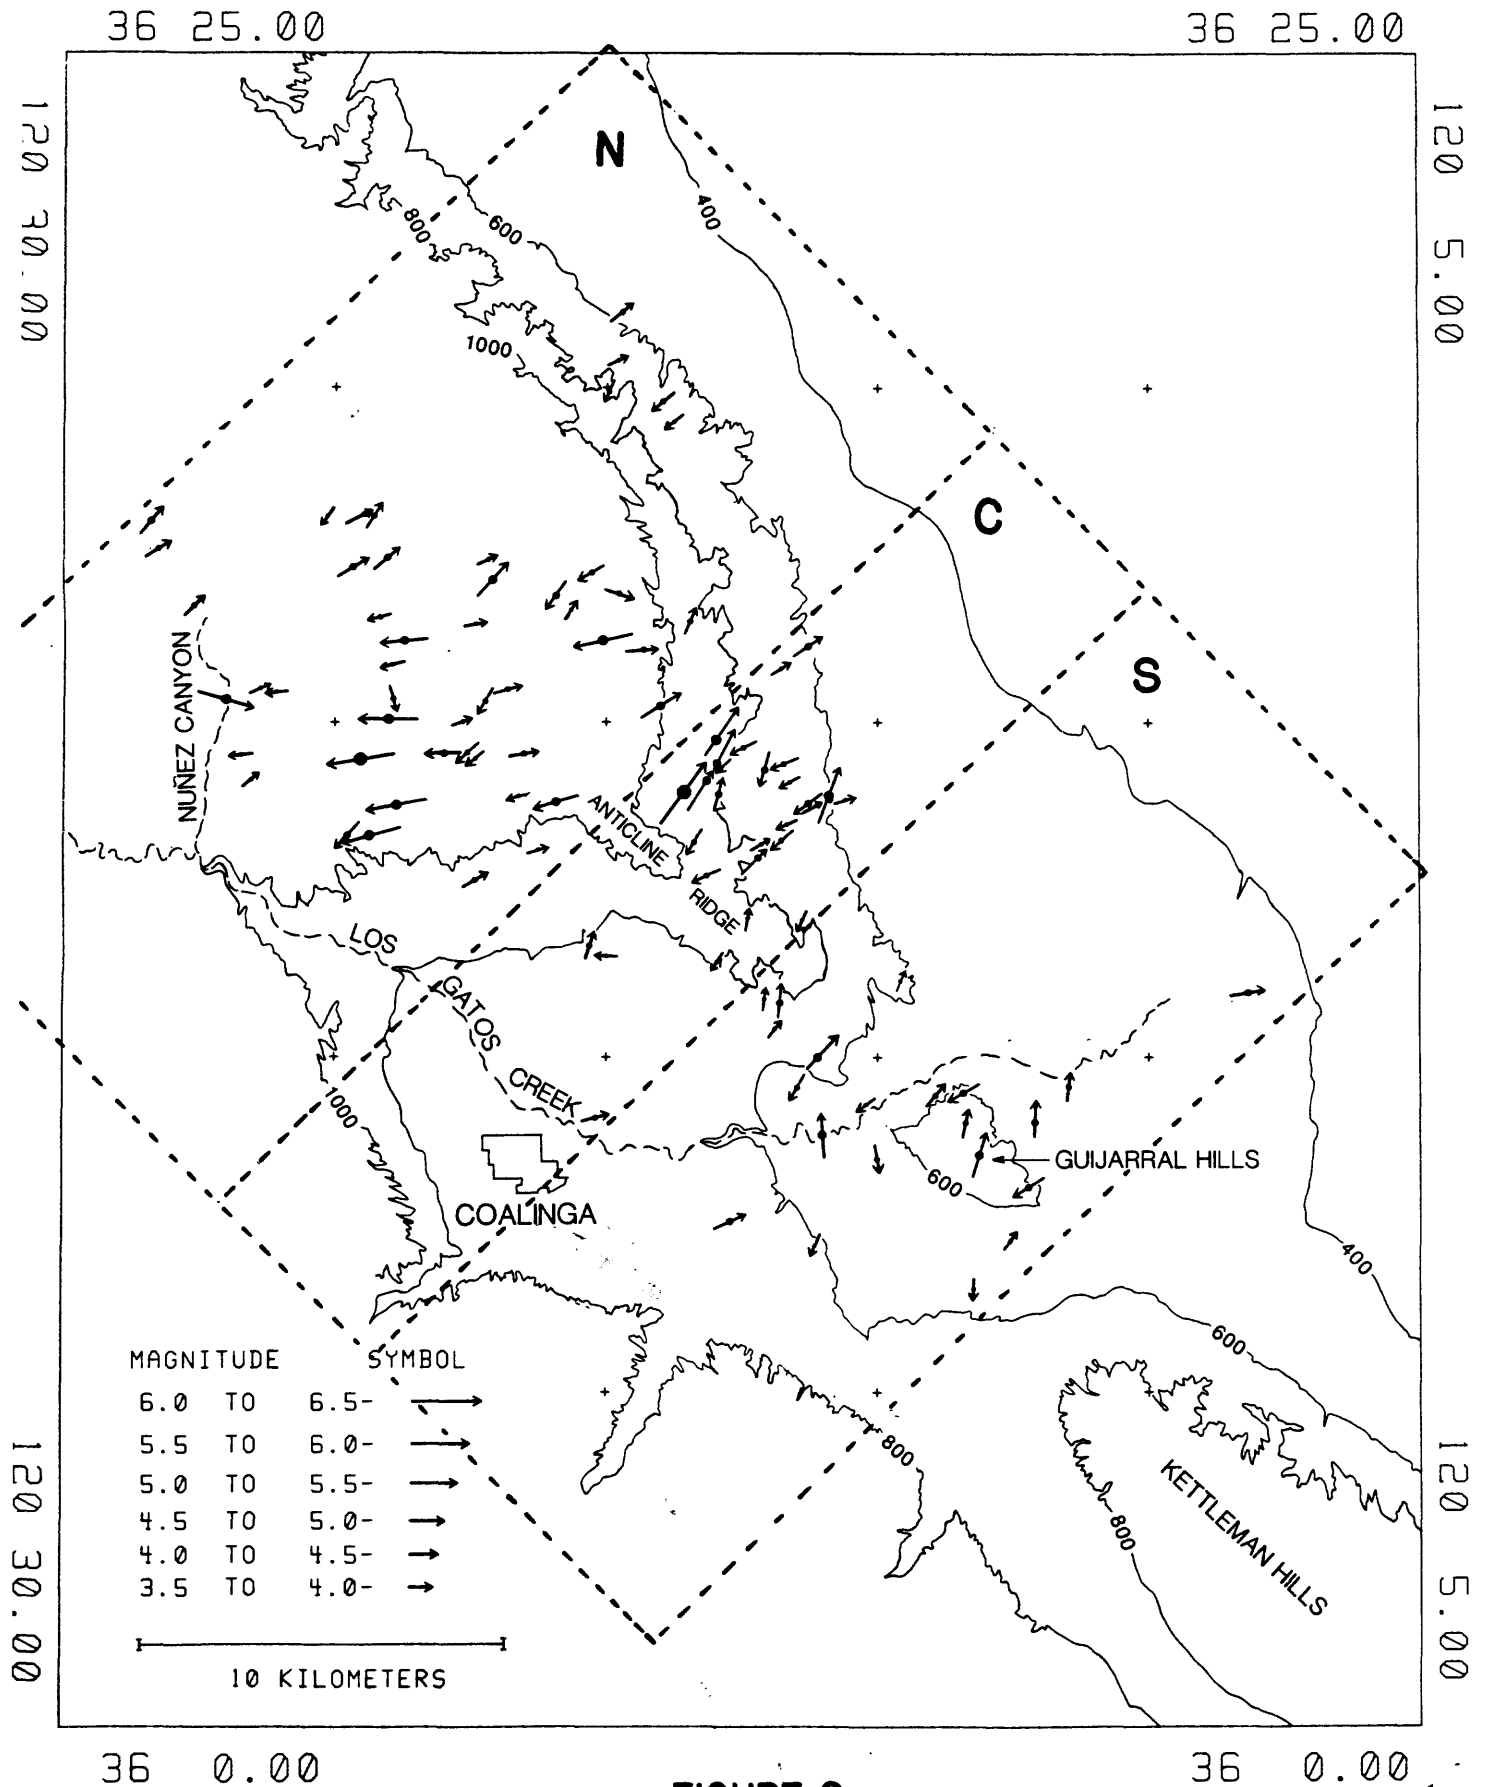 36 25.00
36 25.00
120 30.00
120 5.00
N
400
800
600
1000
C
S
NUÑEZ CANYON
ANTICLINE
RIDGE
LOS
GATOS
CREEK
1000
COALINGA
GUIJARRAL HILLS
600
400
600
800
800
KETTLEMAN HILLS
MAGNITUDE SYMBOL
6.0 TO 6.5-
5.5 TO 6.0-
5.0 TO 5.5-
4.5 TO 5.0-
4.0 TO 4.5-
3.5 TO 4.0-
10 KILOMETERS
120 30.00
120 5.00
36 0.00
36 0.00